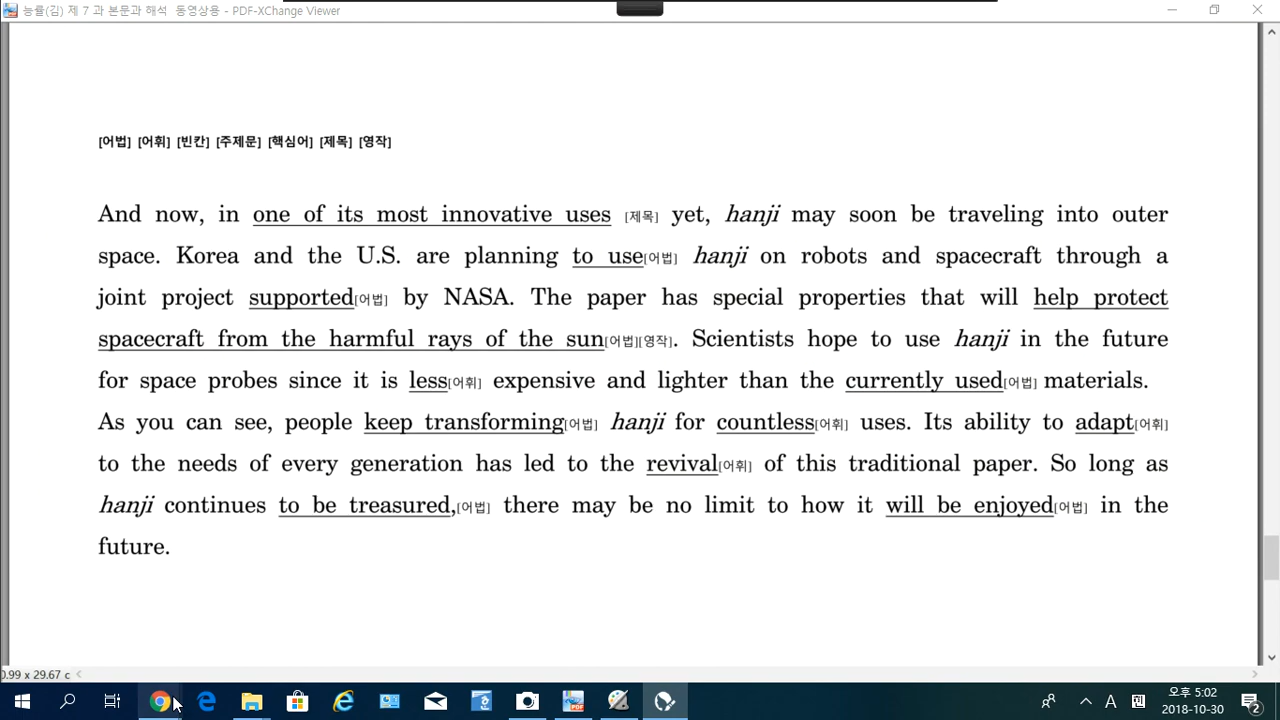 능률(김) 제 7 과 본문과 해석 동영상용 - PDF-XChange Viewer
[어법] [어휘] [빈칸] [주제문] [핵심어] [제목] [영작]
And now, in one of its most innovative uses [제목] yet, hanji may soon be traveling into outer
space. Korea and the U.S. are planning to use[어법] hanji on robots and spacecraft through a
joint project supported[어법] by NASA. The paper has special properties that will help protect
spacecraft from the harmful rays of the sun[어법][영작]. Scientists hope to use hanji in the future
for space probes since it is less[어휘] expensive and lighter than the currently used[어법] materials.
As you can see, people keep transforming[어법] hanji for countless[어휘] uses. Its ability to adapt[어휘]
to the needs of every generation has led to the revival[어휘] of this traditional paper. So long as
hanji continues to be treasured,[어법] there may be no limit to how it will be enjoyed[어법] in the
future.
0.99 x 29.67 c
A
오후 5:02
2018-10-30
2